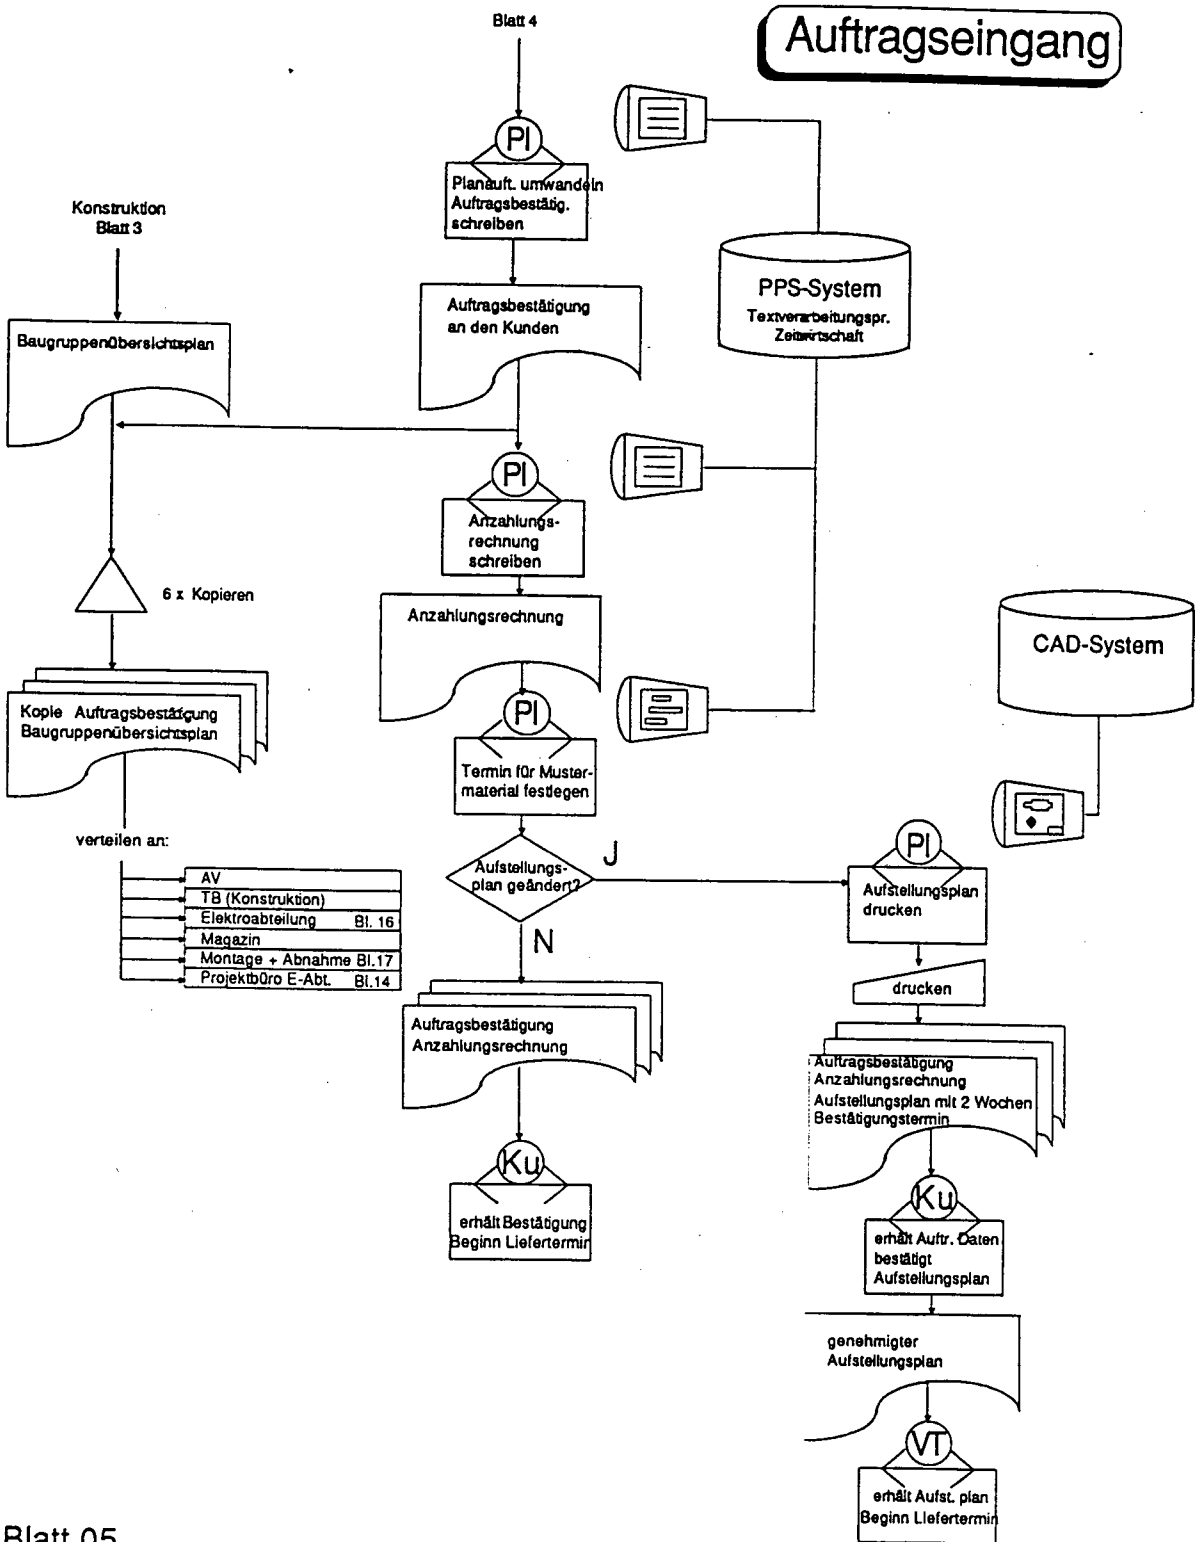 Auftragseingang
Blatt 4
Pl
Planauft. umwandeln
Auftragsbestätig.
schreiben
Konstruktion
Blatt 3
Auftragsbestätigung
an den Kunden
PPS-System
Textverarbeitungspr.
Zeitwirtschaft
Baugruppenübersichtsplan
Pl
Anzahlungs-
rechnung
schreiben
6 x Kopieren
Anzahlungsrechnung
CAD-System
Kopie Auftragsbestätigung
Baugruppenübersichtsplan
Pl
Termin für Muster-
material festlegen
verteilen an:
AV
TB (Konstruktion)
Elektroabteilung Bl. 16
Magazin
Montage + Abnahme Bl.17
Projektbüro E-Abt. Bl.14
Aufstellungs-
plan geändert?
J
N
Pl
Aufstellungsplan
drucken
drucken
Auftragsbestätigung
Anzahlungsrechnung
Auftragsbestätigung
Anzahlungsrechnung
Aufstellungsplan mit 2 Wochen
Bestätigungstermin
Ku
erhält Bestätigung
Beginn Liefertermin
Ku
erhält Auftr. Daten
bestätigt
Aufstellungsplan
genehmigter
Aufstellungsplan
VT
erhält Aufst. plan
Beginn Liefertermin
Blatt 05